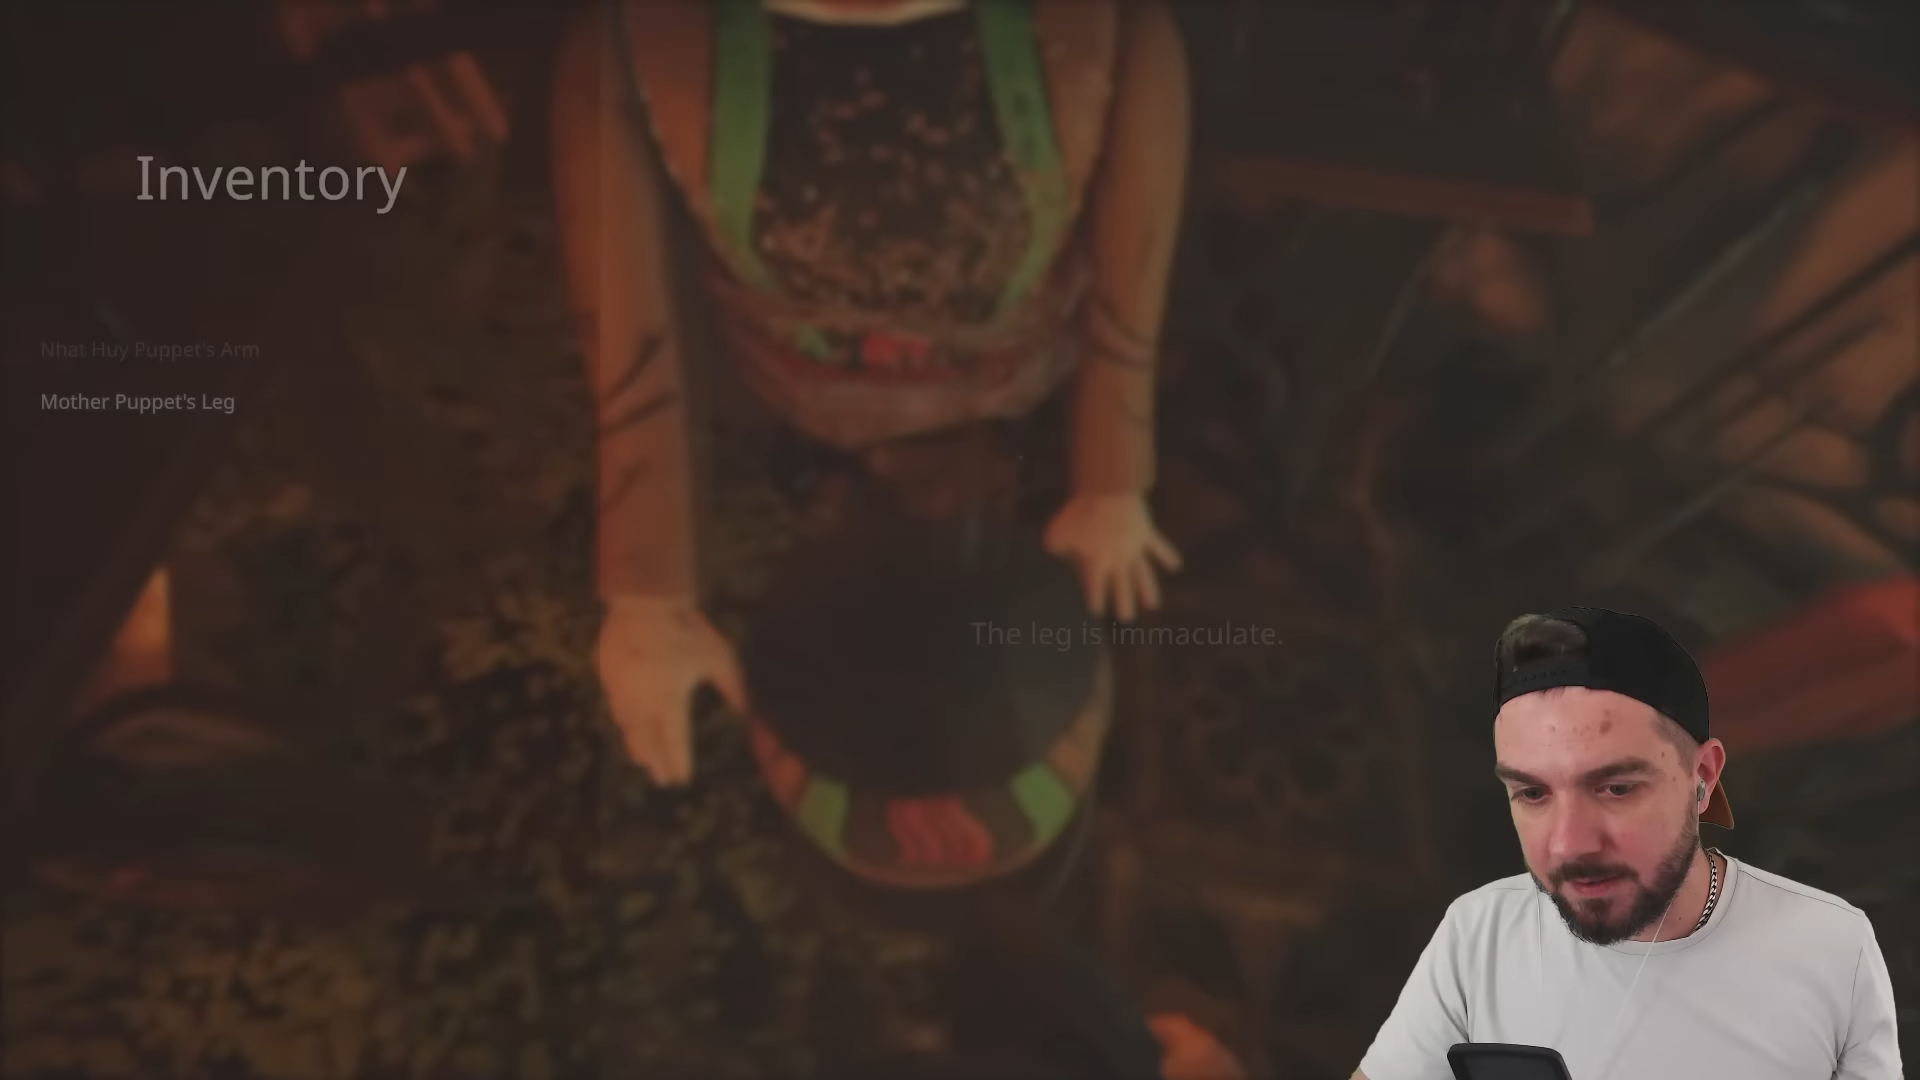 Inventory
Nhat Huy Puppet's Arm
Mother Puppet's Leg
The leg is immaculate.